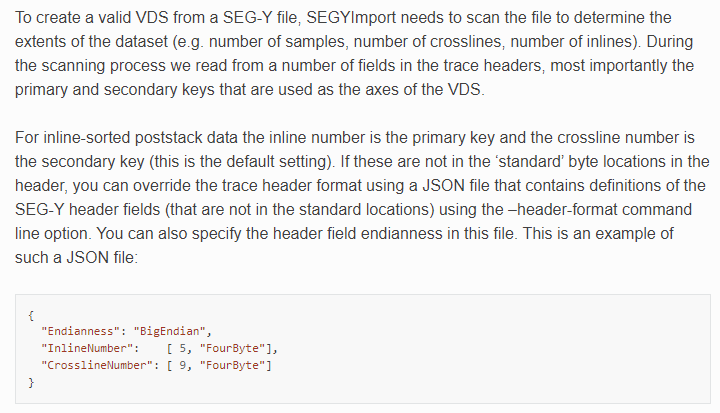 To create a valid VDS from a SEG-Y file, SEGYImport needs to scan the file to determine the
extents of the dataset (e.g. number of samples, number of crosslines, number of inlines). During
the scanning process we read from a number of fields in the trace headers, most importantly the
primary and secondary keys that are used as the axes of the VDS.
For inline-sorted poststack data the inline number is the primary key and the crossline number is
the secondary key (this is the default setting). If these are not in the ‘standard’ byte locations in the
header, you can override the trace header format using a JSON file that contains definitions of the
SEG-Y header fields (that are not in the standard locations) using the –header-format command
line option. You can also specify the header field endianness in this file. This is an example of
such a JSON file:
{
  "Endianness": "BigEndian",
  "InlineNumber":    [ 5, "FourByte"],
  "CrosslineNumber": [ 9, "FourByte"]
}